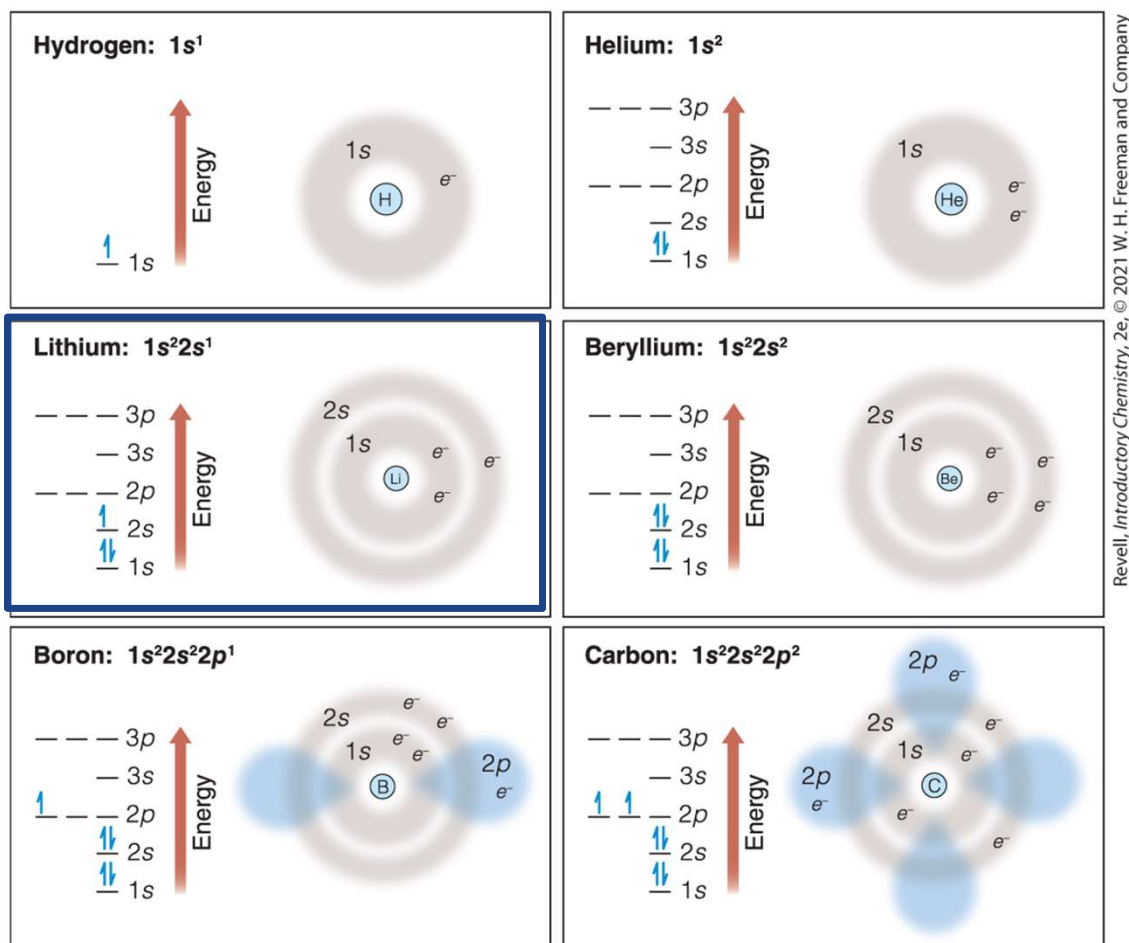 Hydrogen: 1s¹
1s
Energy
1s
H
e⁻
Helium: 1s²
3p
3s
2p
2s
1s
Energy
1s
He
e⁻
e⁻
Lithium: 1s²2s¹
3p
3s
2p
2s
1s
Energy
2s
1s
Li
e⁻
e⁻
e⁻
Beryllium: 1s²2s²
3p
3s
2p
2s
1s
Energy
2s
1s
Be
e⁻
e⁻
e⁻
e⁻
Boron: 1s²2s²2p¹
3p
3s
2p
2s
1s
Energy
2s
1s
B
2p
e⁻
e⁻
e⁻
e⁻
e⁻
Carbon: 1s²2s²2p²
3p
3s
2p
2s
1s
Energy
2p
e⁻
2s
1s
C
2p
e⁻
e⁻
e⁻
e⁻
e⁻
Revell, Introductory Chemistry, 2e, © 2021 W. H. Freeman and Company